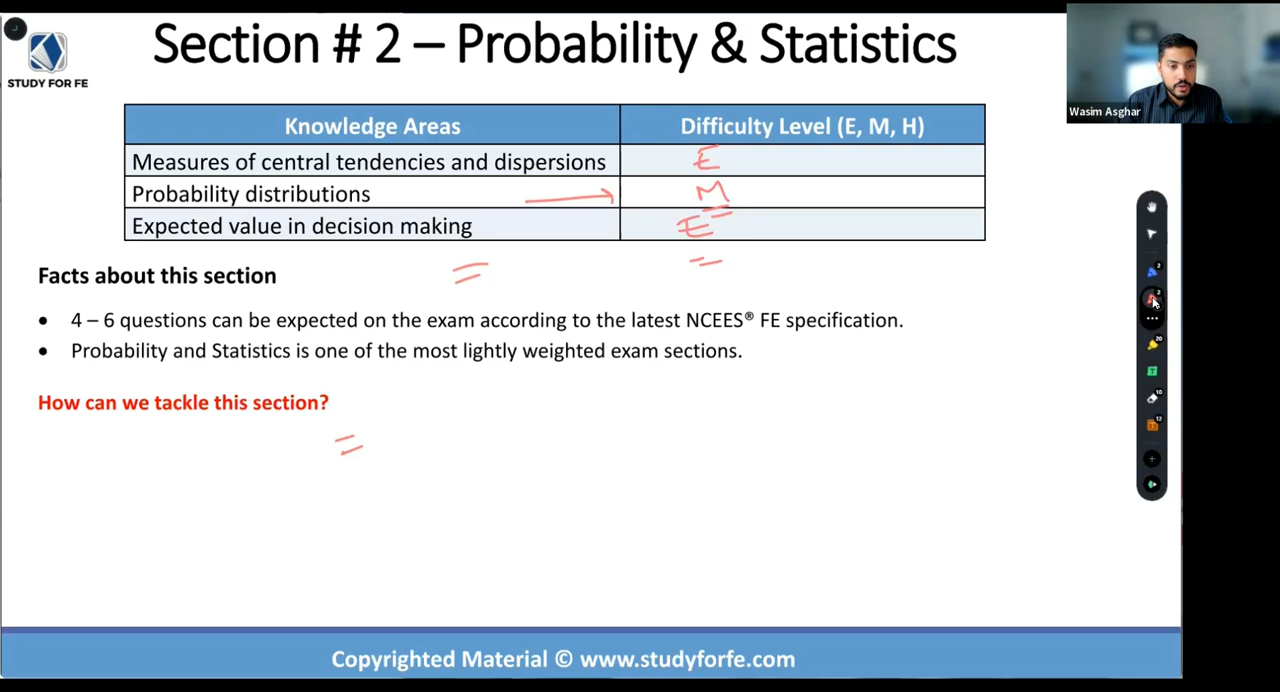 Section # 2 – Probability & Statistics
STUDY FOR FE
Wasim Asghar
Knowledge Areas Difficulty Level (E, M, H)
Measures of central tendencies and dispersions E
Probability distributions M
Expected value in decision making E
Facts about this section
• 4 – 6 questions can be expected on the exam according to the latest NCEES® FE specification.
• Probability and Statistics is one of the most lightly weighted exam sections.
How can we tackle this section?
Copyrighted Material © www.studyforfe.com